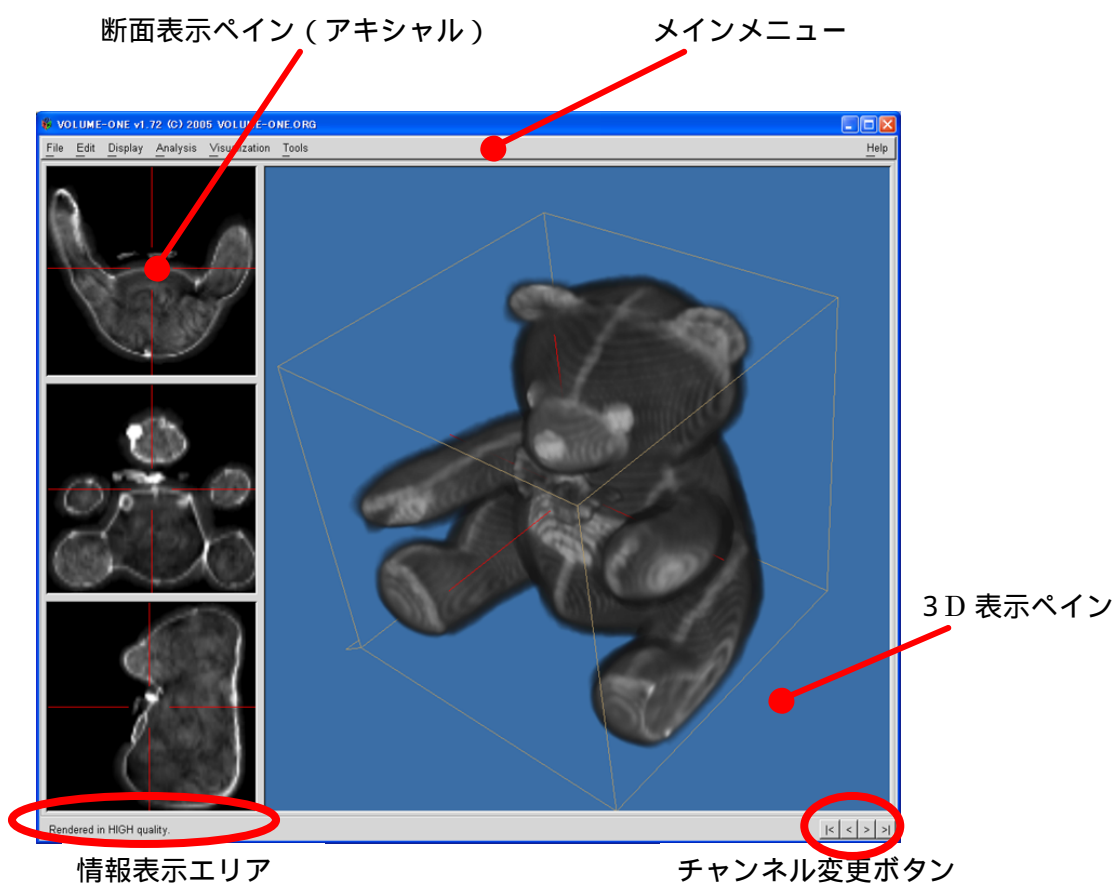 断面表示ペイン(アキシャル)
メインメニュー
VOLUME-ONE v1.72 (C) 2005 VOLUME-ONE.ORG
File Edit Display Analysis Visualization Tools Help
3D 表示ペイン
Rendered in HIGH quality.
|< < > >|
情報表示エリア
チャンネル変更ボタン